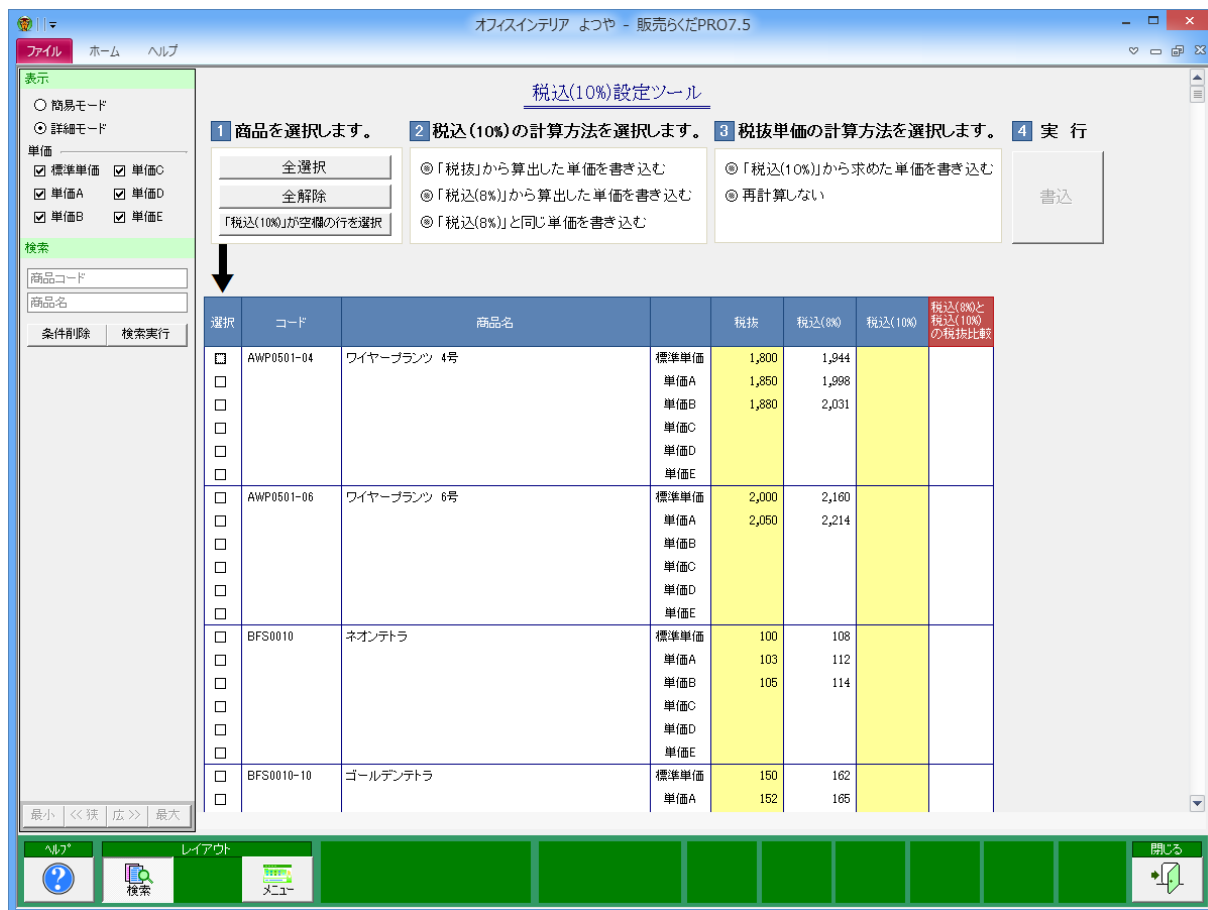 オフィスインテリア よつや - 販売らくだPRO7.5
ファイル ホーム ヘルプ
表示
簡易モード
詳細モード
単価
標準単価 単価C
単価A 単価D
単価B 単価E
検索
商品コード
商品名
条件削除 検索実行
最小 <<狭 広>> 最大
税込(10%)設定ツール
1 商品を選択します。
全選択
全解除
「税込(10%)」が空欄の行を選択
2 税込(10%)の計算方法を選択します。
「税抜」から算出した単価を書き込む
「税込(8%)」から算出した単価を書き込む
「税込(8%)」と同じ単価を書き込む
3 税抜単価の計算方法を選択します。
「税込(10%)」から求めた単価を書き込む
再計算しない
4 実 行
書込
選択 コード 商品名 税抜 税込(8%) 税込(10%) 税込(8%)と
税込(10%)
の税抜比較
AWP0501-04 ワイヤープランツ 4号 標準単価 1,800 1,944
単価A 1,850 1,998
単価B 1,880 2,031
単価C
単価D
単価E
AWP0501-06 ワイヤープランツ 6号 標準単価 2,000 2,160
単価A 2,050 2,214
単価B
単価C
単価D
単価E
BFS0010 ネオンテトラ 標準単価 100 108
単価A 103 112
単価B 105 114
単価C
単価D
単価E
BFS0010-10 ゴールデンテトラ 標準単価 150 162
単価A 152 165
ヘルプ レイアウト 閉じる
検索 メニュー